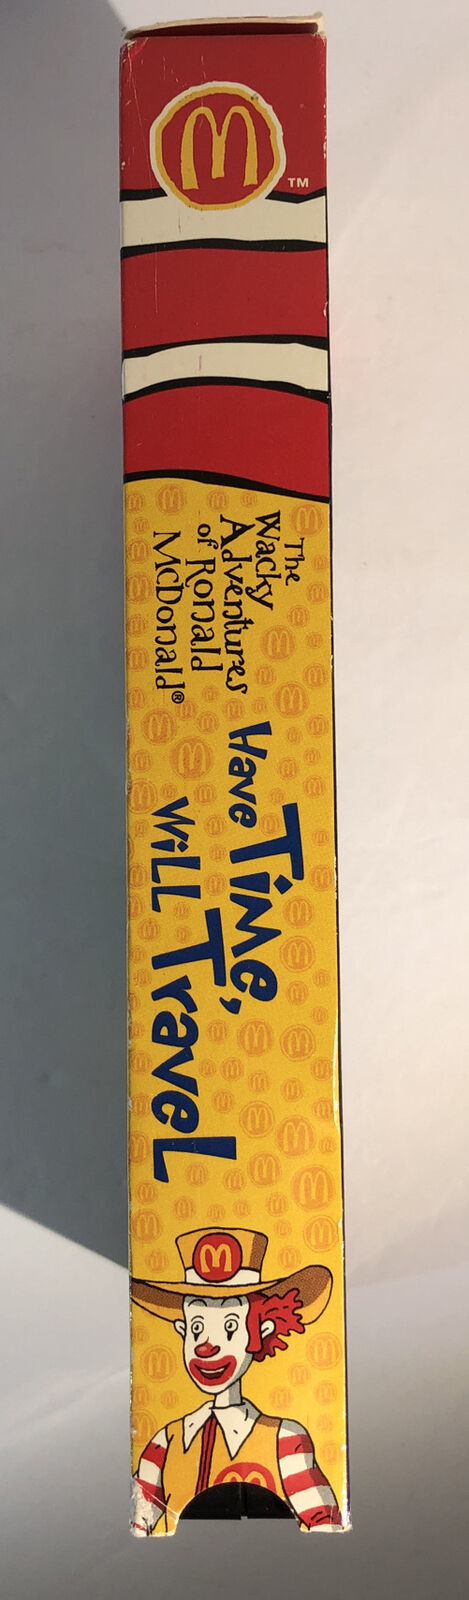 M
TM
The
Wacky
Adventures
of Ronald
McDonald®
Have Time,
Will Travel
M